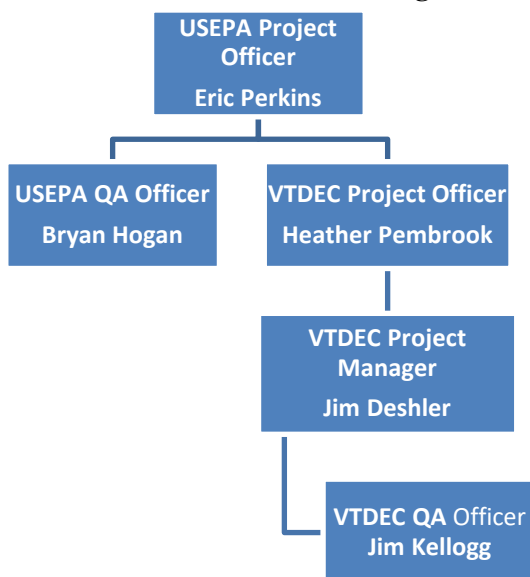 USEPA Project
Officer
Eric Perkins
USEPA QA Officer
Bryan Hogan
VTDEC Project Officer
Heather Pembrook
VTDEC Project
Manager
Jim Deshler
VTDEC QA Officer
Jim Kellogg